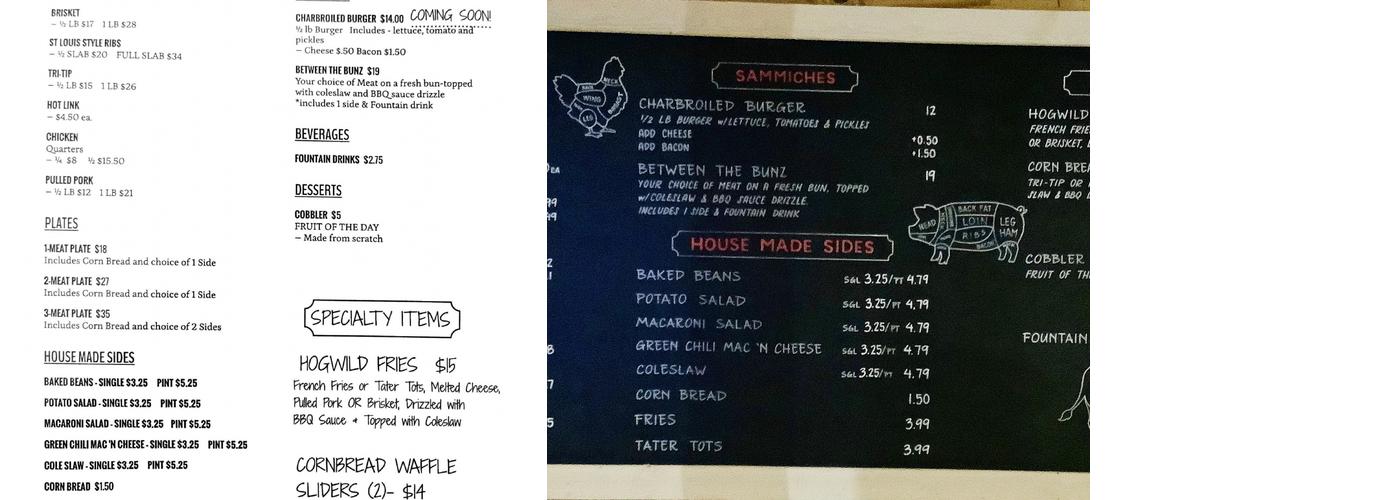 BRISKET
– ½ LB $17 1 LB $28
ST LOUIS STYLE RIBS
– ½ SLAB $20 FULL SLAB $34
TRI-TIP
– ½ LB $15 1 LB $26
HOT LINK
– $4.50 ea.
CHICKEN
Quarters
– ¼ $8 ½ $15.50
PULLED PORK
– ½ LB $12 1 LB $21
PLATES
1-MEAT PLATE $18
Includes Corn Bread and choice of 1 Side
2-MEAT PLATE $27
Includes Corn Bread and choice of 1 Side
3-MEAT PLATE $35
Includes Corn Bread and choice of 2 Sides
HOUSE MADE SIDES
BAKED BEANS - SINGLE $3.25 PINT $5.25
POTATO SALAD - SINGLE $3.25 PINT $5.25
MACARONI SALAD - SINGLE $3.25 PINT $5.25
GREEN CHILI MAC 'N CHEESE - SINGLE $3.25 PINT $5.25
COLE SLAW - SINGLE $3.25 PINT $5.25
CORN BREAD $1.50
CHARBROILED BURGER $14.00 COMING SOON!
½ lb Burger Includes - lettuce, tomato and
pickles
– Cheese $.50 Bacon $1.50
BETWEEN THE BUNZ $19
Your choice of Meat on a fresh bun-topped
with coleslaw and BBQ sauce drizzle
*includes 1 side & Fountain drink
BEVERAGES
FOUNTAIN DRINKS $2.75
DESSERTS
COBBLER $5
FRUIT OF THE DAY
– Made from scratch
SPECIALTY ITEMS
HOGWILD FRIES $15
French Fries or Tater Tots, Melted Cheese,
Pulled Pork OR Brisket, Drizzled with
BBQ Sauce + Topped with Coleslaw
CORNBREAD WAFFLE
SLIDERS (2)- $14
SAMMICHES
CHARBROILED BURGER 12
1/2 LB BURGER w/LETTUCE, TOMATOES & PICKLES
ADD CHEESE +0.50
ADD BACON +1.50
BETWEEN THE BUNZ 19
YOUR CHOICE OF MEAT ON A FRESH BUN, TOPPED
w/COLESLAW & BBQ SAUCE DRIZZLE.
INCLUDES 1 SIDE & FOUNTAIN DRINK
HOUSE MADE SIDES
BAKED BEANS SGL 3.25/PT 4.79
POTATO SALAD SGL 3.25/PT 4.79
MACARONI SALAD SGL 3.25/PT 4.79
GREEN CHILI MAC 'N CHEESE SGL 3.25/PT 4.79
COLESLAW SGL 3.25/PT 4.79
CORN BREAD 1.50
FRIES 3.99
TATER TOTS 3.99
NECK
BACK
WING
BREAST
LEG
HEAD
BACK FAT
LOIN
RIBS
BACON
LEG
HAM
HOGWILD
FRENCH FRIE
OR BRISKET,
CORN BREA
TRI-TIP OR
SLAW & BBQ
COBBLER
FRUIT OF TH
FOUNTAIN